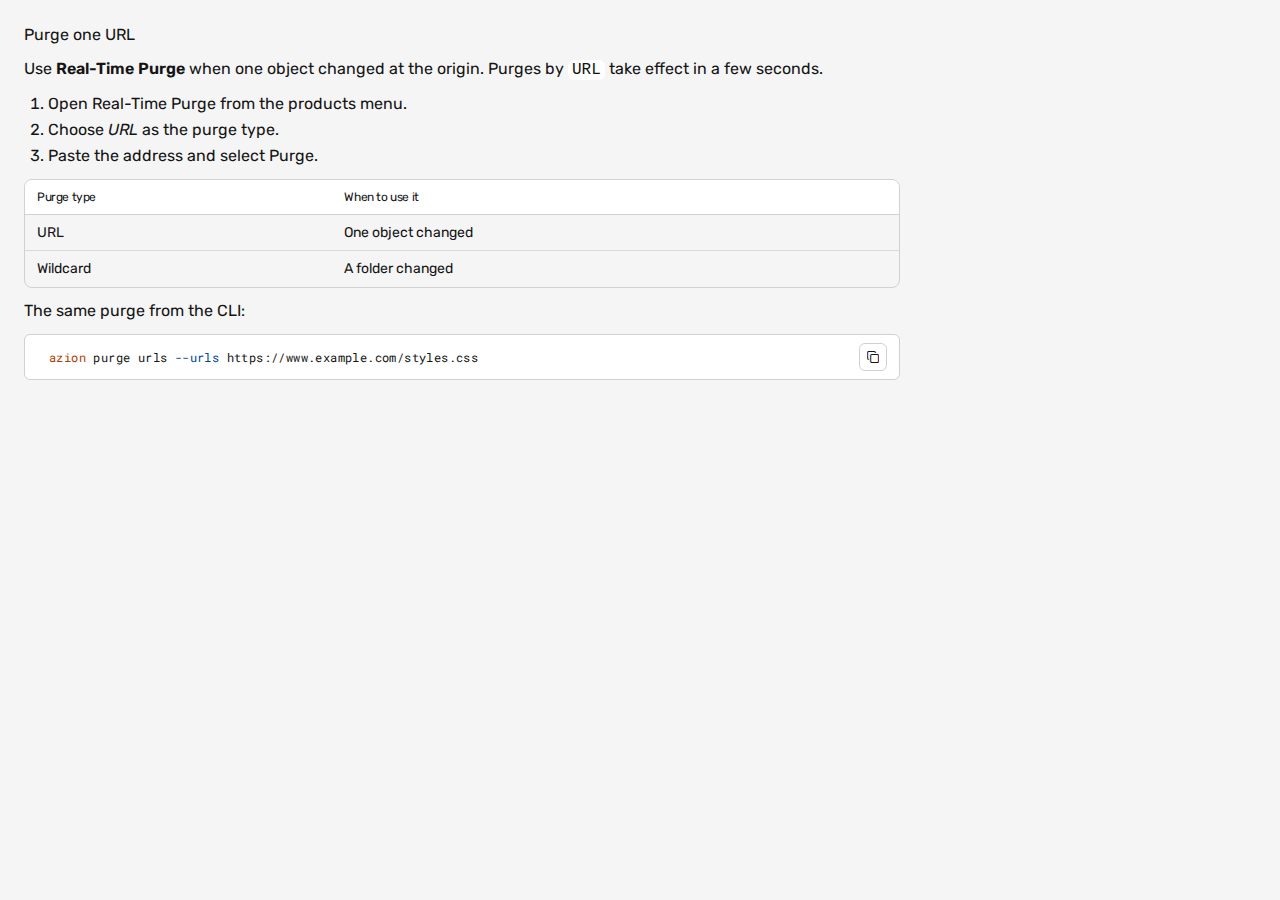 Purge one URL
Use Real-Time Purge when one object changed at the origin. Purges by URL take effect in a few seconds.
1. Open Real-Time Purge from the products menu.
2. Choose URL as the purge type.
3. Paste the address and select Purge.
Purge type When to use it
URL One object changed
Wildcard A folder changed
The same purge from the CLI:
azion purge urls --urls https://www.example.com/styles.css